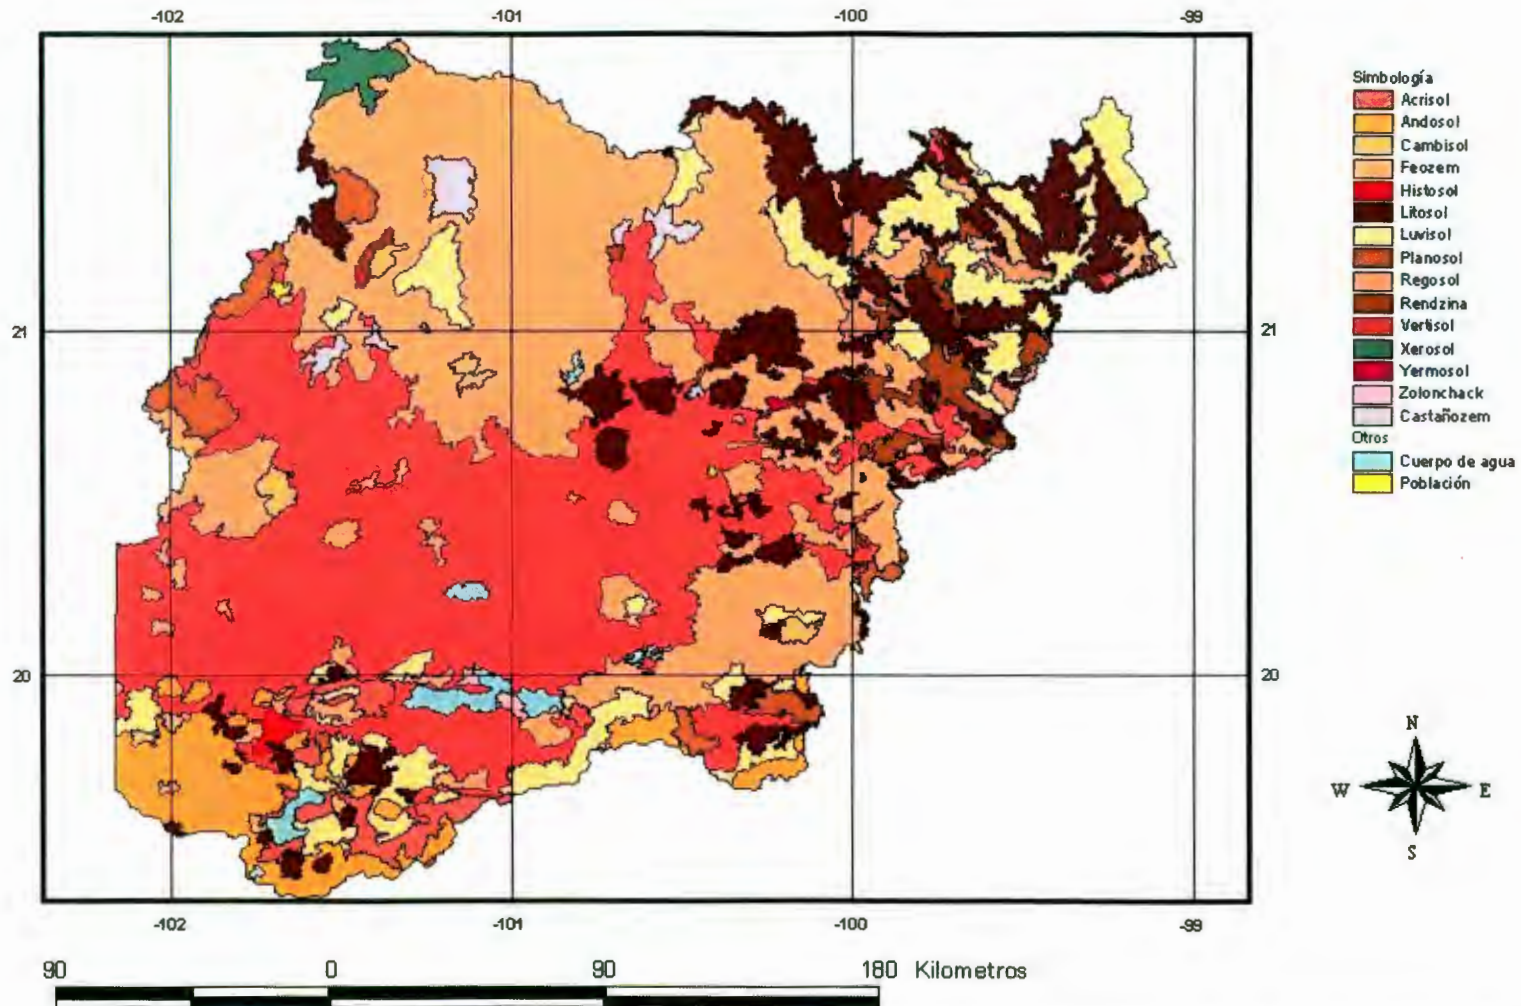 -102 -101 -100 -99
21 21
20 20
-102 -101 -100 -99
Simbología
Acrisol
Andosol
Cambisol
Feozem
Histosol
Litosol
Luvisol
Planosol
Regosol
Rendzina
Vertisol
Xerosol
Yermosol
Zolonchack
Castañozem
Otros
Cuerpo de agua
Población
N
W E
S
90 0 90 180 Kilometros